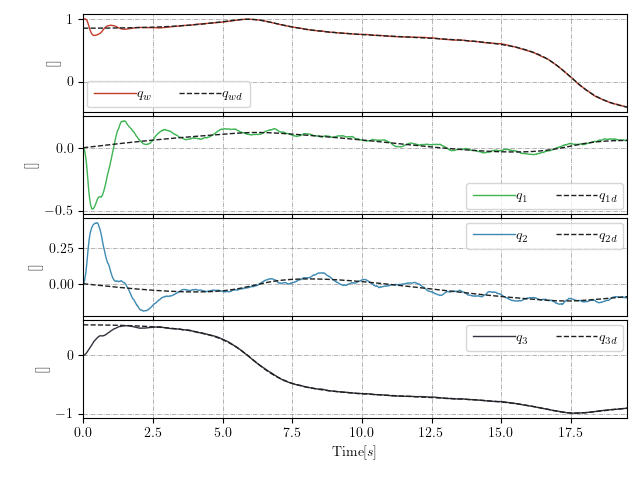 1
0
[]
q_w q_{wd}
0.0
−0.5
[]
q_1 q_{1d}
0.25
0.00
[]
q_2 q_{2d}
0
−1
[]
q_3 q_{3d}
0.0 2.5 5.0 7.5 10.0 12.5 15.0 17.5
Time[s]